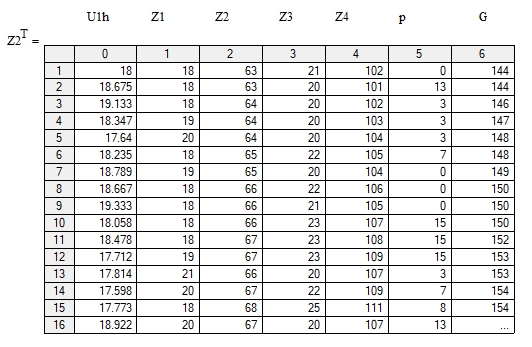 U1h Z1 Z2 Z3 Z4 p G
Z2T =
0 1 2 3 4 5 6
1 18 18 63 21 102 0 144
2 18.675 18 63 20 101 13 144
3 19.133 18 64 20 102 3 146
4 18.347 19 64 20 103 3 147
5 17.64 20 64 20 104 3 148
6 18.235 18 65 22 105 7 148
7 18.789 19 65 20 104 0 149
8 18.667 18 66 22 106 0 150
9 19.333 18 66 21 105 0 150
10 18.058 18 66 23 107 15 150
11 18.478 18 67 23 108 15 152
12 17.712 19 67 23 109 15 153
13 17.814 21 66 20 107 3 153
14 17.598 20 67 22 109 7 154
15 17.773 18 68 25 111 8 154
16 18.922 20 67 20 107 13 ...